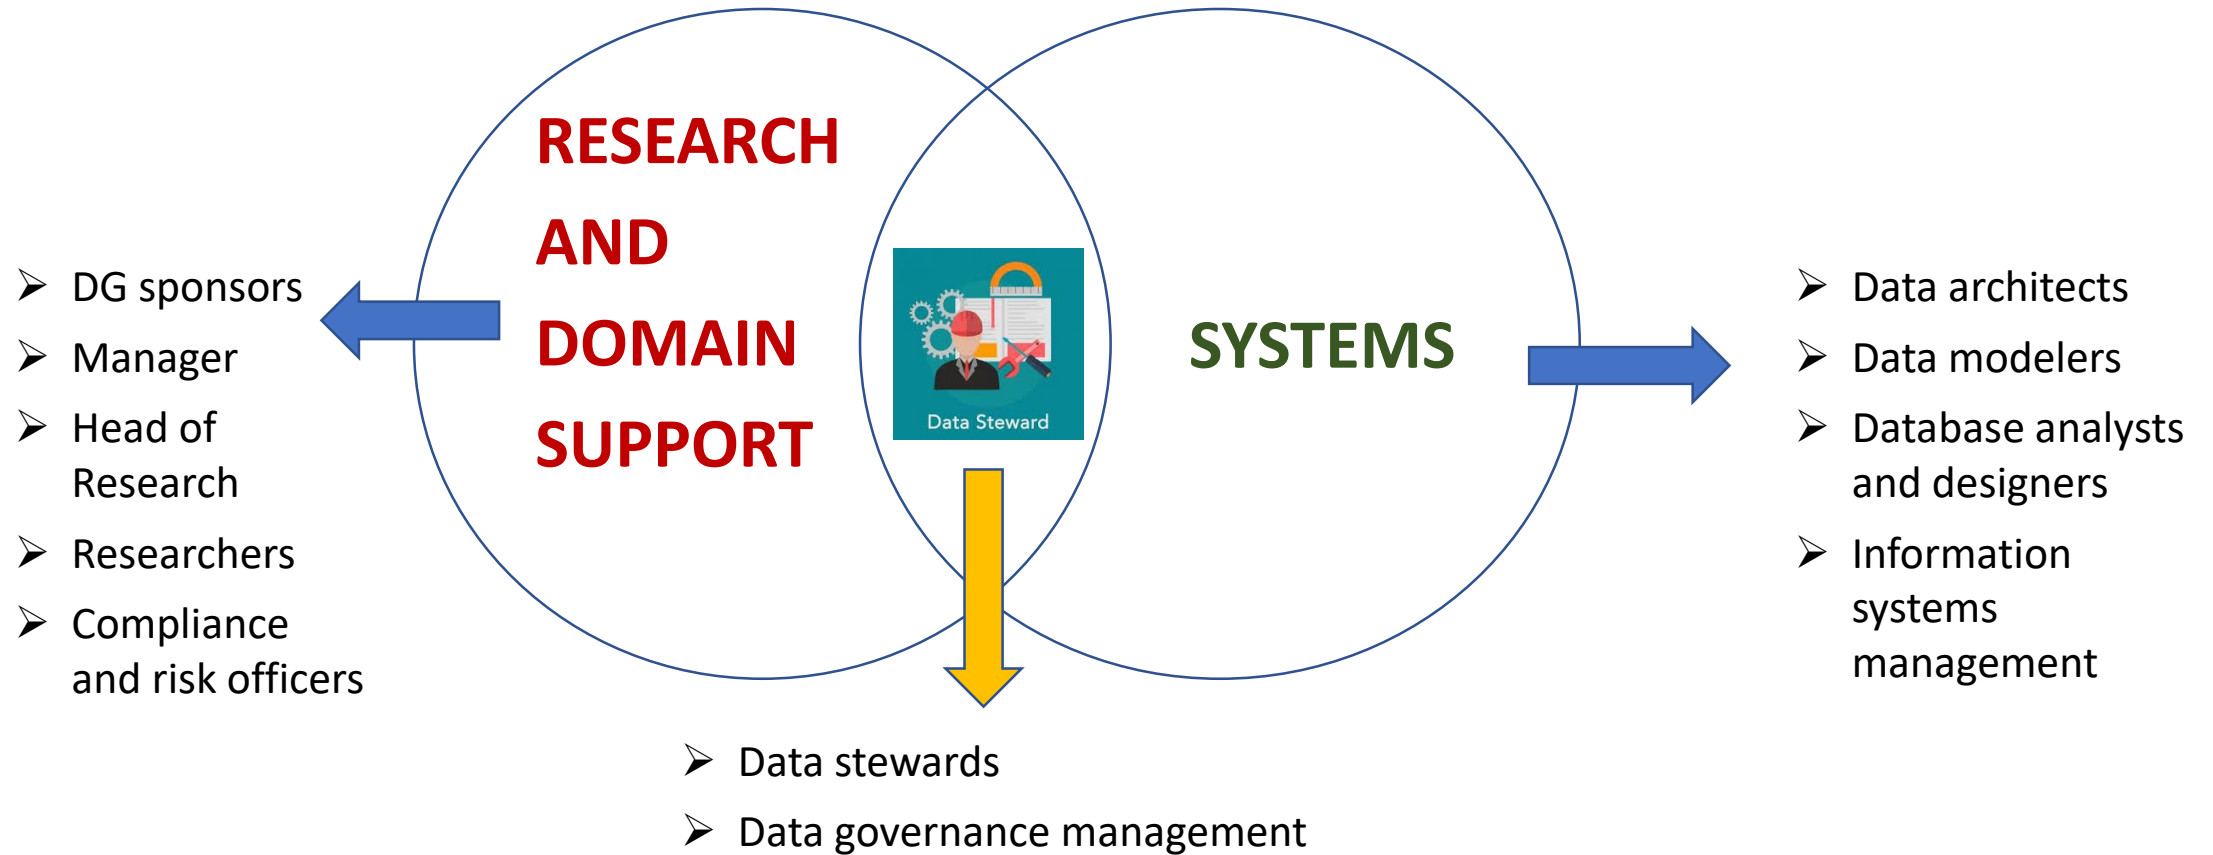 RESEARCH
AND
DOMAIN
SUPPORT
SYSTEMS
Data Steward
DG sponsors
Manager
Head of
Research
Researchers
Compliance
and risk officers
Data architects
Data modelers
Database analysts
and designers
Information
systems
management
Data stewards
Data governance management